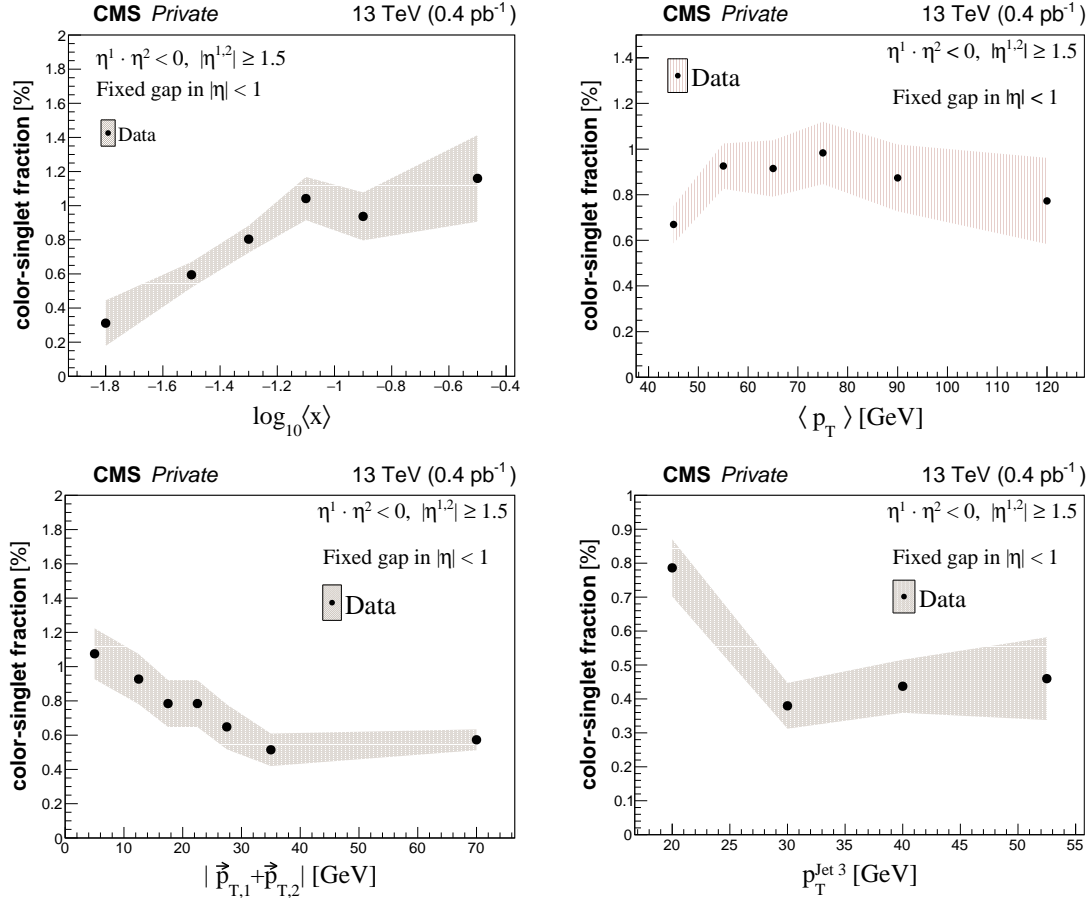 CMS Private 13 TeV (0.4 pb⁻¹)
η¹ · η² < 0, |η^{1,2}| ≥ 1.5
Fixed gap in |η| < 1
Data
color-singlet fraction [%]
0 0.2 0.4 0.6 0.8 1 1.2 1.4 1.6 1.8 2
−1.8 −1.6 −1.4 −1.2 −1 −0.8 −0.6 −0.4
log₁₀⟨x⟩
CMS Private 13 TeV (0.4 pb⁻¹)
η¹ · η² < 0, |η^{1,2}| ≥ 1.5
Data
Fixed gap in |η| < 1
color-singlet fraction [%]
0 0.2 0.4 0.6 0.8 1 1.2 1.4
40 50 60 70 80 90 100 110 120
⟨ p_T ⟩ [GeV]
CMS Private 13 TeV (0.4 pb⁻¹)
η¹ · η² < 0, |η^{1,2}| ≥ 1.5
Fixed gap in |η| < 1
Data
color-singlet fraction [%]
0 0.2 0.4 0.6 0.8 1 1.2 1.4 1.6 1.8 2
0 10 20 30 40 50 60 70
| p⃗_{T,1}+p⃗_{T,2}| [GeV]
CMS Private 13 TeV (0.4 pb⁻¹)
η¹ · η² < 0, |η^{1,2}| ≥ 1.5
Fixed gap in |η| < 1
Data
color-singlet fraction [%]
0 0.1 0.2 0.3 0.4 0.5 0.6 0.7 0.8 0.9 1
20 25 30 35 40 45 50 55
p_T^{Jet 3} [GeV]